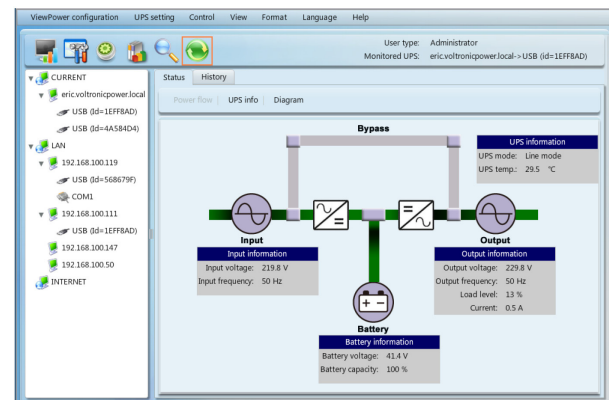 ViewPower configuration UPS setting Control View Format Language Help
User type: Administrator
Monitored UPS: eric.voltronicpower.local->USB (id=1EFF8AD)
CURRENT
eric.voltronicpower.local
USB (Id=1EFF8AD)
USB (Id=4A584D4)
LAN
192.168.100.119
USB (Id=568679F)
COM1
192.168.100.111
USB (Id=1EFF8AD)
192.168.100.147
192.168.100.50
INTERNET
Status History
Power flow UPS info Diagram
Bypass
UPS information
UPS mode: Line mode
UPS temp.: 29.5 °C
Input
Input information
Input voltage: 219.8 V
Input frequency: 50 Hz
Output
Output information
Output voltage: 229.8 V
Output frequency: 50 Hz
Load level: 13 %
Current: 0.5 A
Battery
Battery information
Battery voltage: 41.4 V
Battery capacity: 100 %